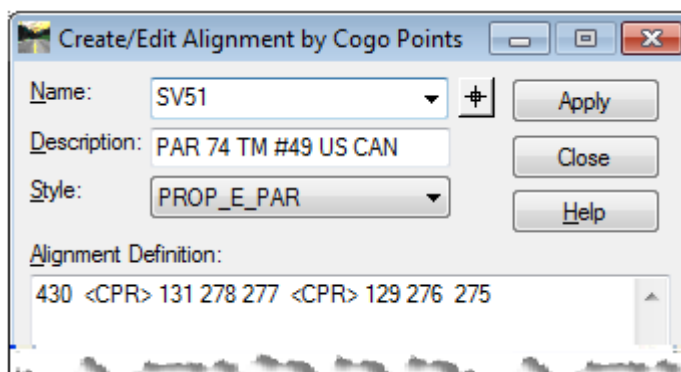 Create/Edit Alignment by Cogo Points
Name: SV51 Apply
Description: PAR 74 TM #49 US CAN Close
Style: PROP_E_PAR Help
Alignment Definition:
430 <CPR> 131 278 277 <CPR> 129 276 275